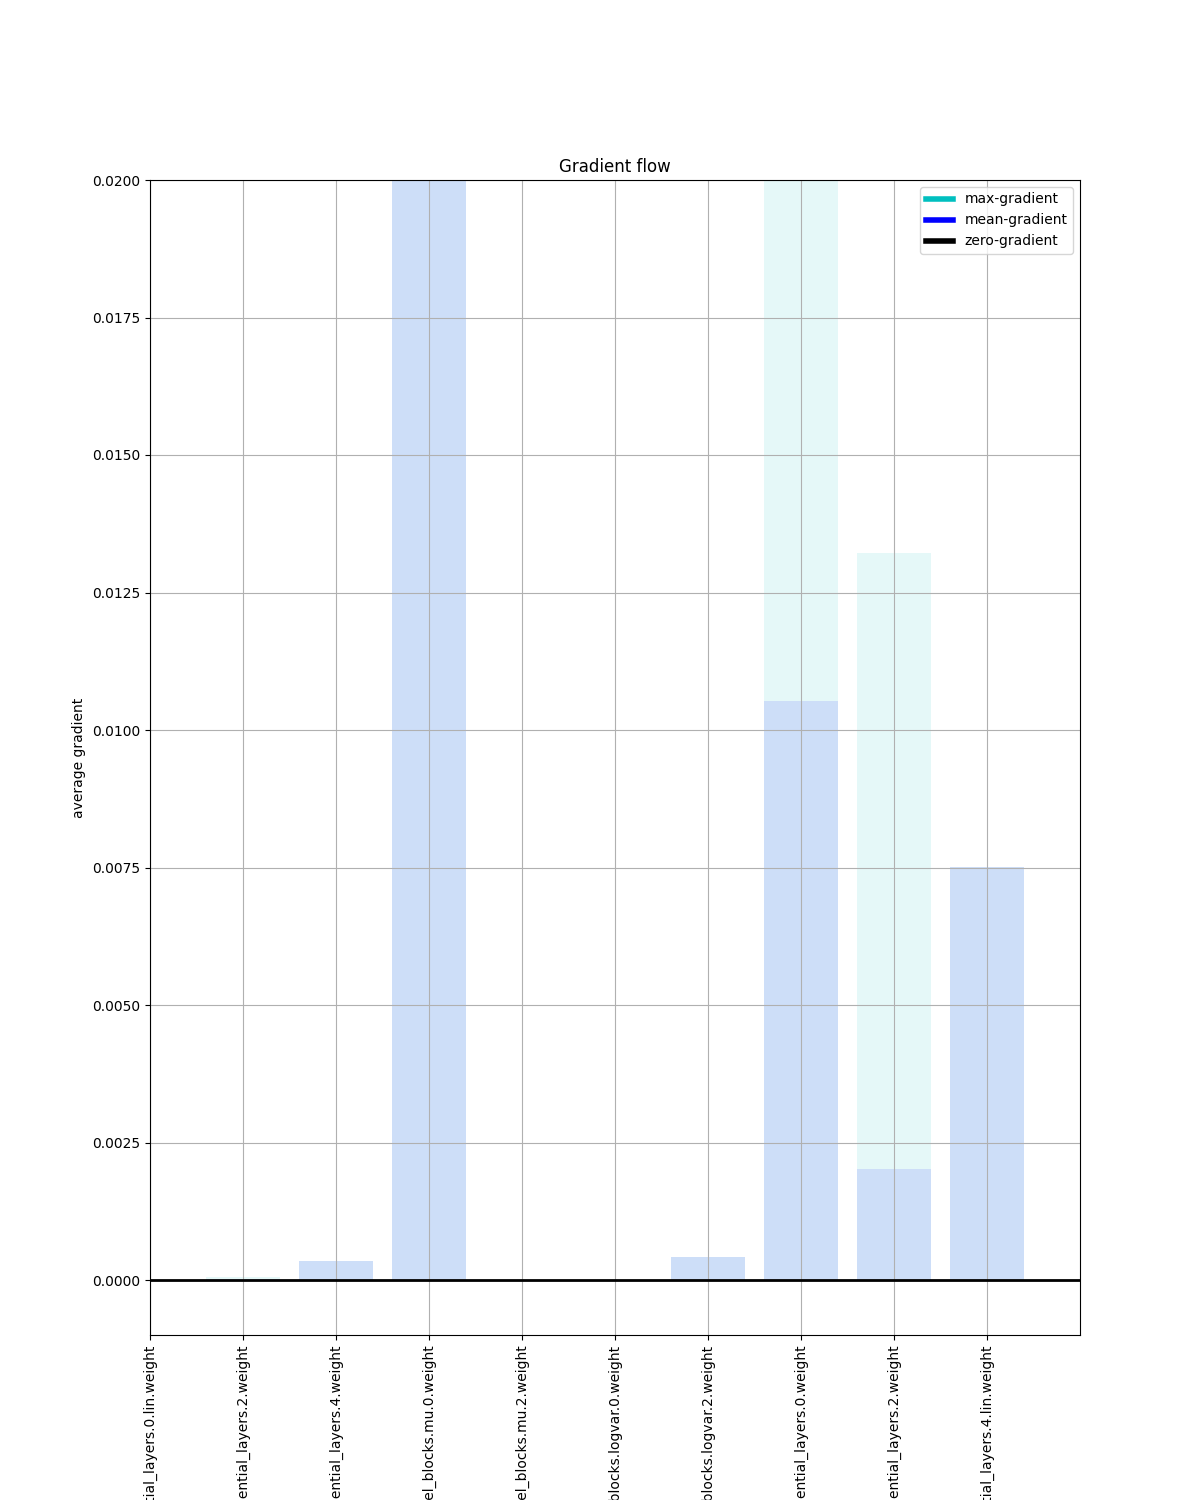 Gradient flow
max-gradient
mean-gradient
zero-gradient
average gradient
0.0200
0.0175
0.0150
0.0125
0.0100
0.0075
0.0050
0.0025
0.0000
tial_layers.0.lin.weight
ential_layers.2.weight
ential_layers.4.weight
el_blocks.mu.0.weight
el_blocks.mu.2.weight
blocks.logvar.0.weight
blocks.logvar.2.weight
ential_layers.0.weight
ential_layers.2.weight
tial_layers.4.lin.weight